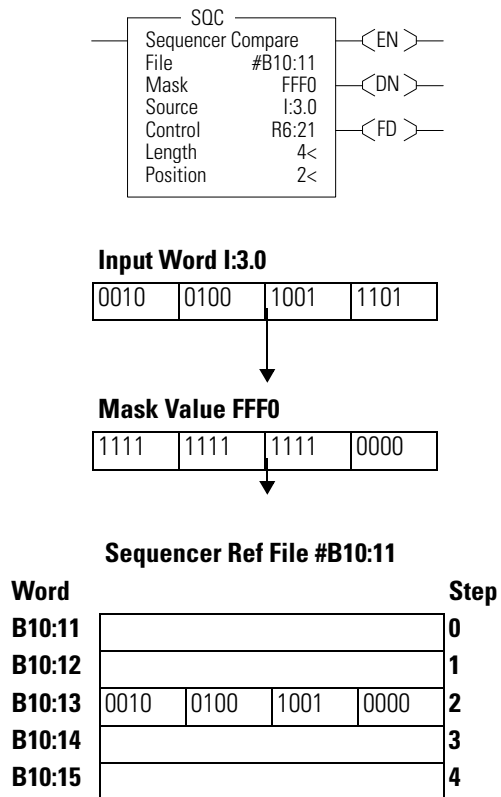 SQC
Sequencer Compare
File #B10:11
Mask FFF0
Source I:3.0
Control R6:21
Length 4<
Position 2<
EN
DN
FD
Input Word I:3.0
0010 0100 1001 1101
Mask Value FFF0
1111 1111 1111 0000
Sequencer Ref File #B10:11
Word Step
B10:11 0
B10:12 1
B10:13 0010 0100 1001 0000 2
B10:14 3
B10:15 4